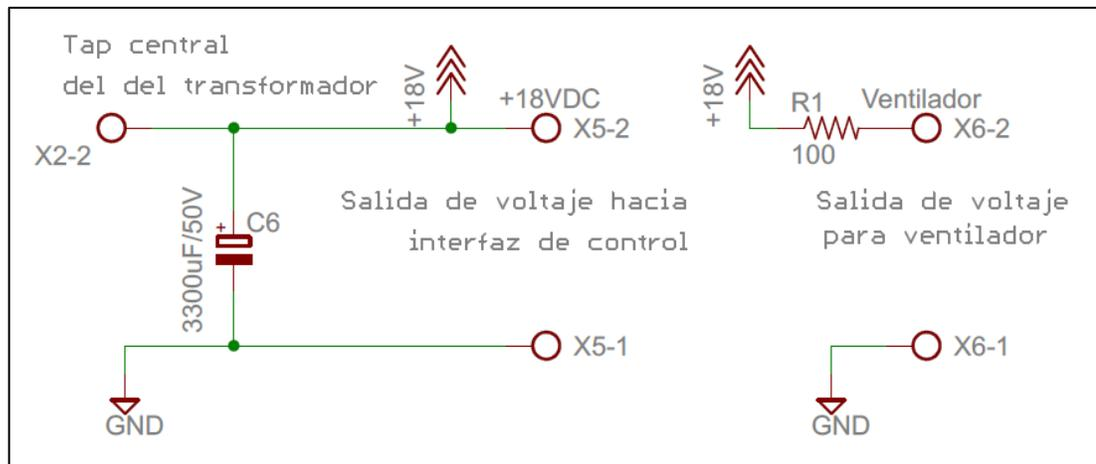 Tap central
del del transformador
X2-2
+18V
+18VDC
X5-2
3300uF/50V
C6
Salida de voltaje hacia
interfaz de control
X5-1
GND
+18V
R1
100
Ventilador
X6-2
Salida de voltaje
para ventilador
X6-1
GND
+